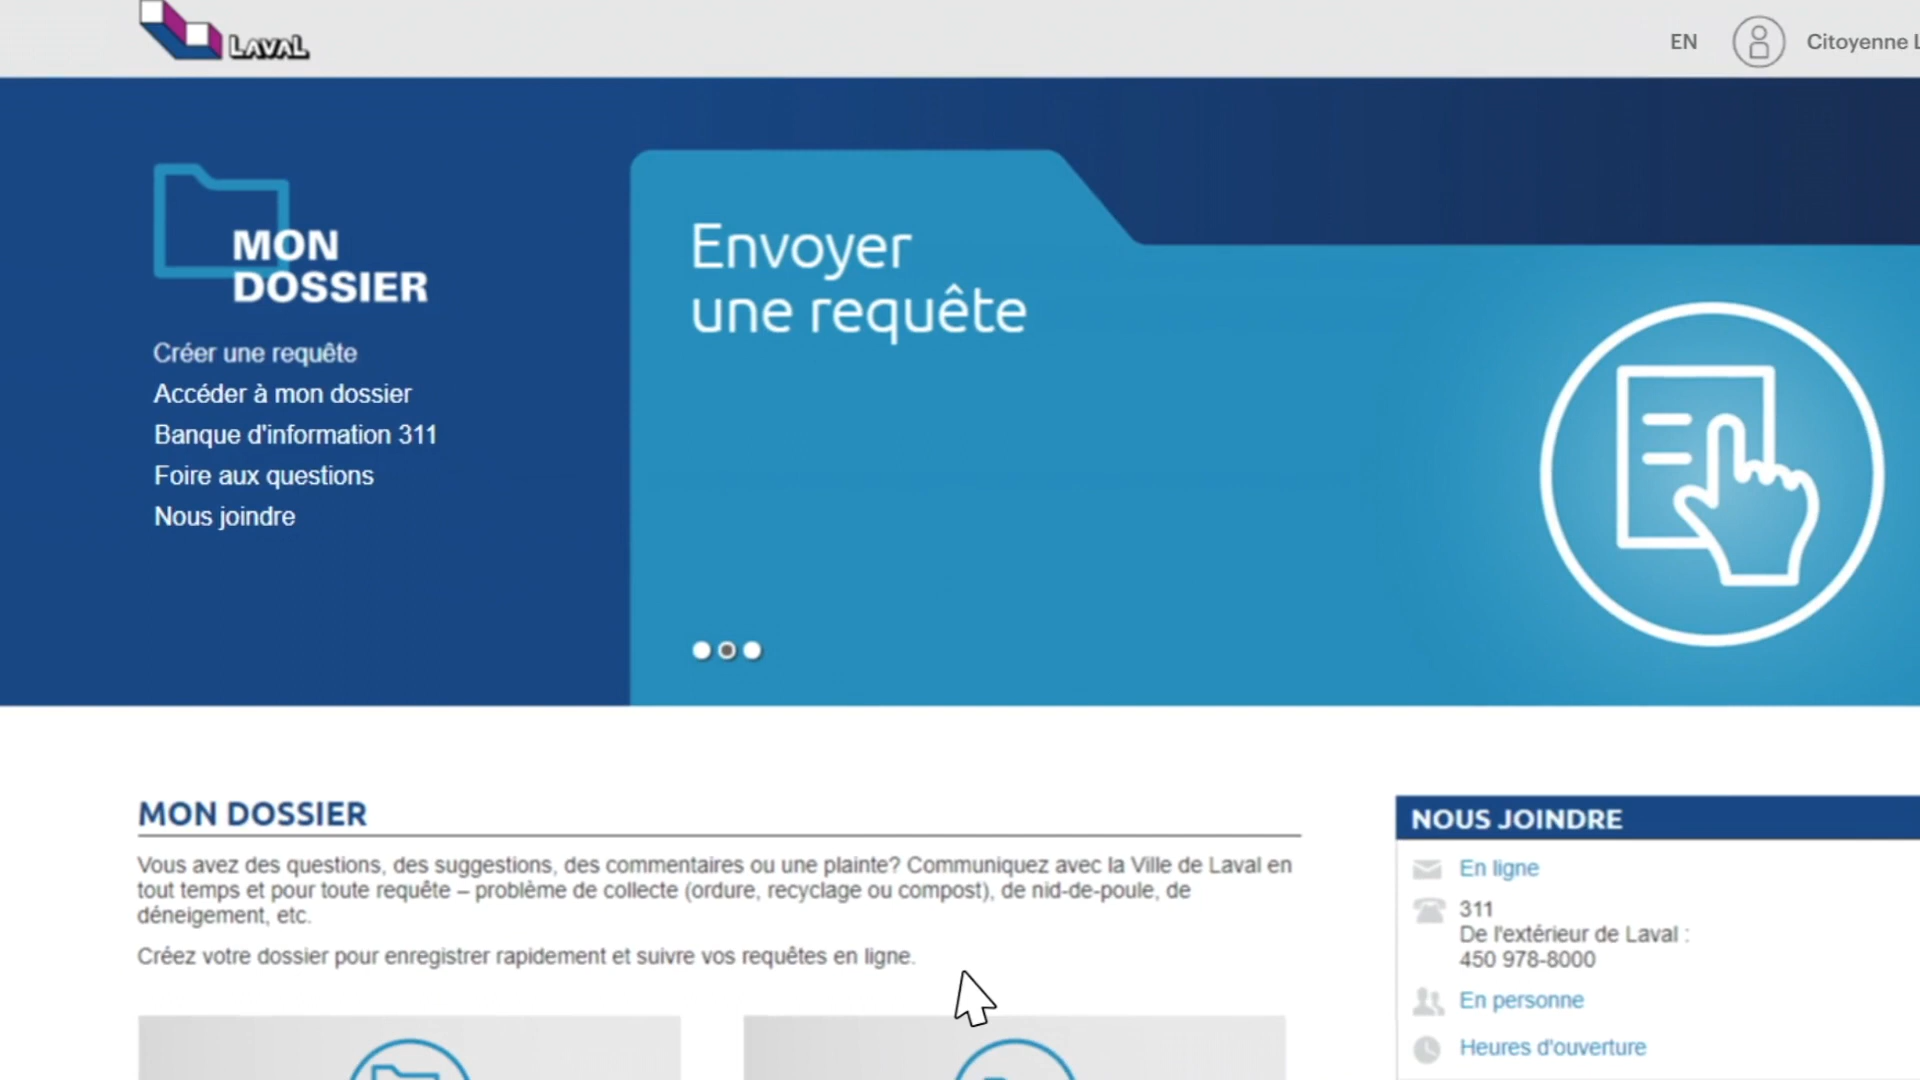 LAVAL
EN
Citoyenne
MON
DOSSIER
Créer une requête
Accéder à mon dossier
Banque d'information 311
Foire aux questions
Nous joindre
Envoyer
une requête
MON DOSSIER
Vous avez des questions, des suggestions, des commentaires ou une plainte? Communiquez avec la Ville de Laval en
tout temps et pour toute requête – problème de collecte (ordure, recyclage ou compost), de nid-de-poule, de
déneigement, etc.
Créez votre dossier pour enregistrer rapidement et suivre vos requêtes en ligne.
NOUS JOINDRE
En ligne
311
De l'extérieur de Laval :
450 978-8000
En personne
Heures d'ouverture